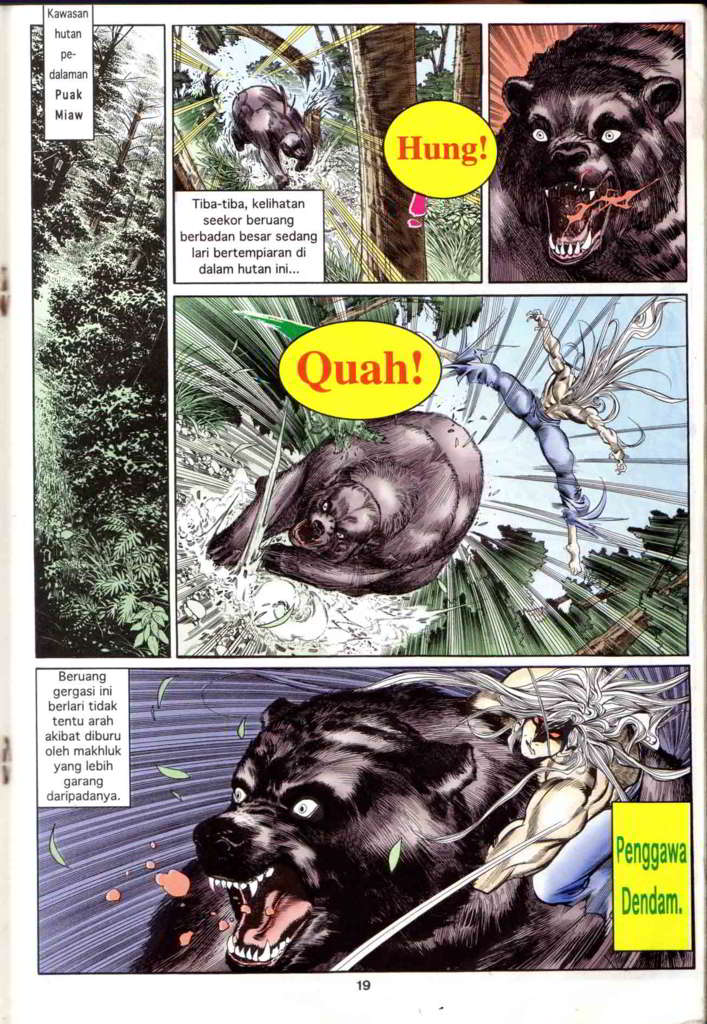 Kawasan
hutan
pe-
dalaman
Puak
Miaw
Tiba-tiba, kelihatan
seekor beruang
berbadan besar sedang
lari bertempiaran di
dalam hutan ini...
Hung!
Quah!
Beruang
gergasi ini
berlari tidak
tentu arah
akibat diburu
oleh makhluk
yang lebih
garang
daripadanya.
Penggawa
Dendam.
19